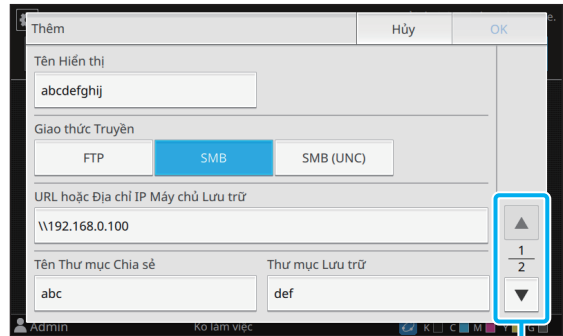 e.
Thêm Hủy OK
Tên Hiển thị
abcdefghij
Giao thức Truyền
FTP SMB SMB (UNC)
URL hoặc Địa chỉ IP Máy chủ Lưu trữ
\\192.168.0.100
1
2
Tên Thư mục Chia sẻ Thư mục Lưu trữ
abc def
Admin Ko làm việc K C M Y G